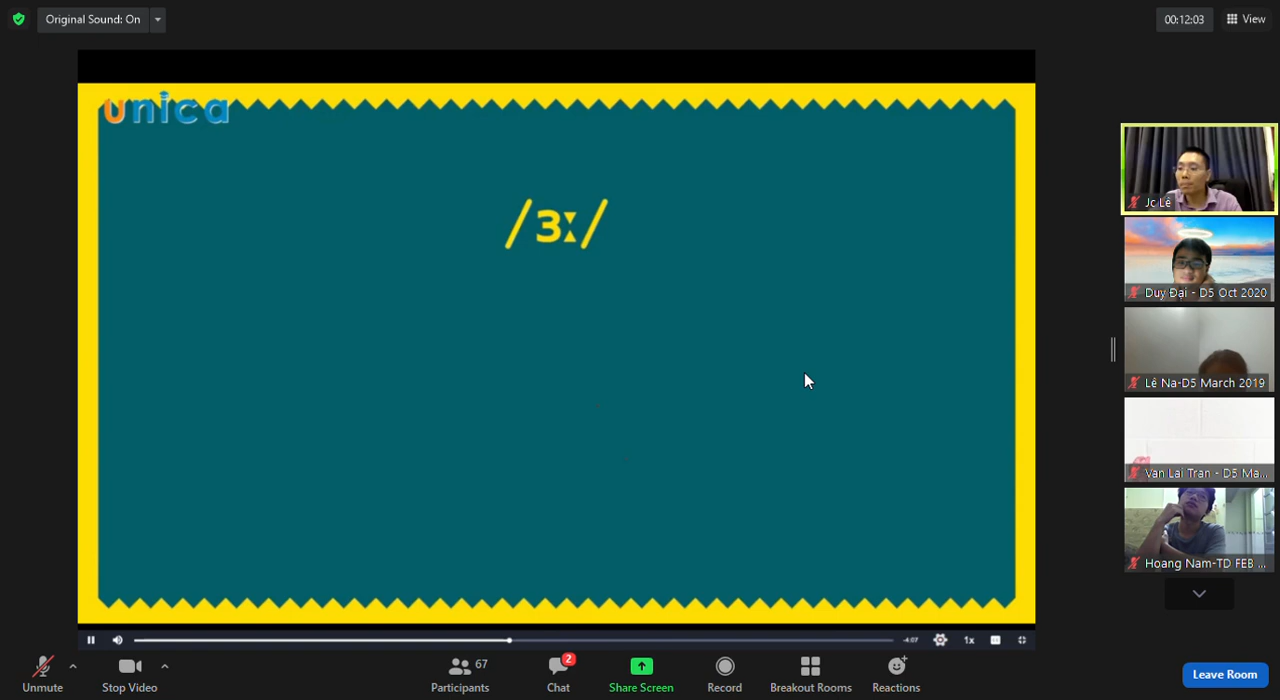 Original Sound: On
00:12:03
View
unica
/ɜː/
Jc Lê
Duy Đại - D5 Oct 2020
Lê Na-D5 March 2019
Van Lai Tran - D5 Ma...
Hoang Nam-TD FEB ...
-4:07
1x
Unmute
Stop Video
67
Participants
2
Chat
Share Screen
Record
Breakout Rooms
Reactions
Leave Room